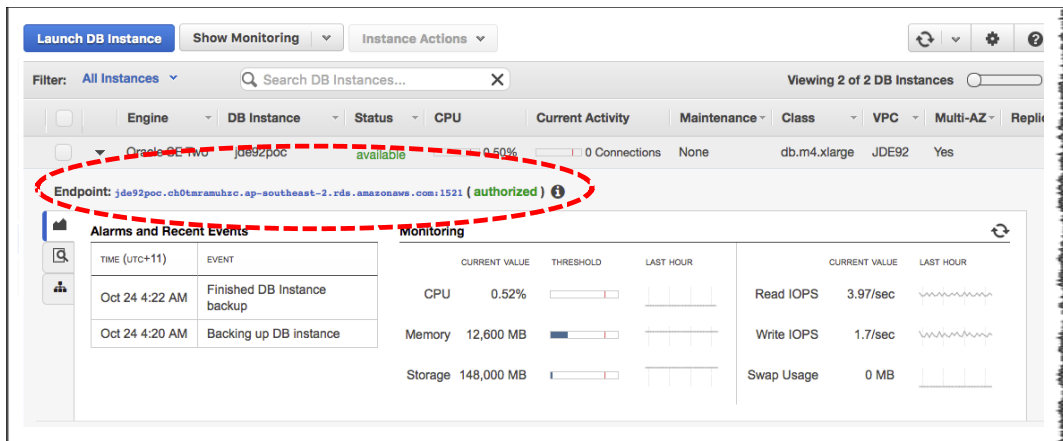 Launch DB Instance Show Monitoring Instance Actions
Filter: All Instances Search DB Instances... X Viewing 2 of 2 DB Instances
Engine DB Instance Status CPU Current Activity Maintenance Class VPC Multi-AZ Replic
Oracle SE Two jde92poc available 0.50% 0 Connections None db.m4.xlarge JDE92 Yes
Endpoint: jde92poc.ch0tmramuhzc.ap-southeast-2.rds.amazonaws.com:1521 ( authorized )
Alarms and Recent Events Monitoring
TIME (UTC+11) EVENT CURRENT VALUE THRESHOLD LAST HOUR CURRENT VALUE LAST HOUR
Oct 24 4:22 AM Finished DB Instance backup CPU 0.52% Read IOPS 3.97/sec
Oct 24 4:20 AM Backing up DB instance Memory 12,600 MB Write IOPS 1.7/sec
Storage 148,000 MB Swap Usage 0 MB